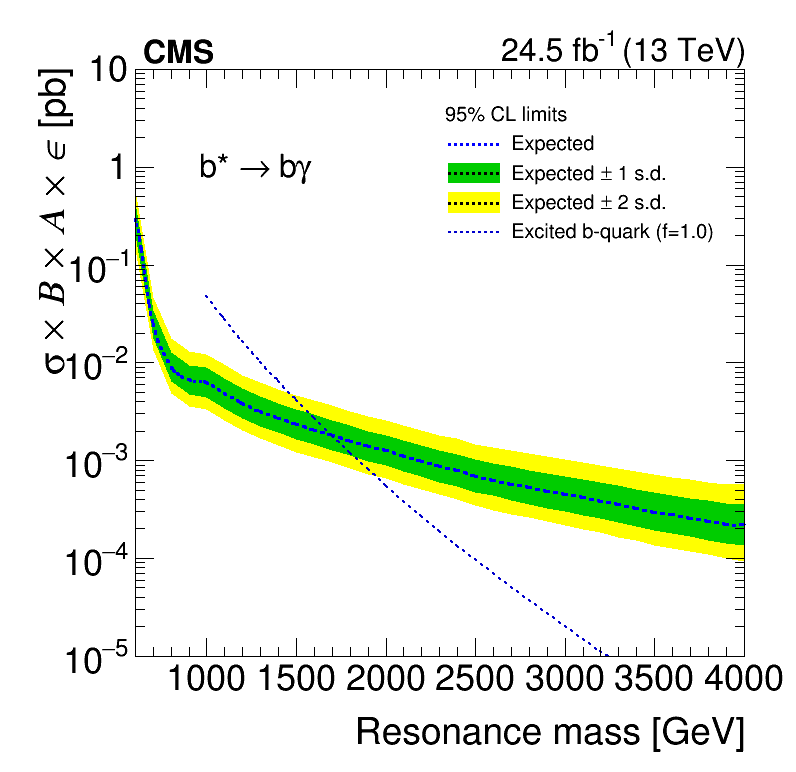 CMS 24.5 fb⁻¹ (13 TeV)
σ × B × A × ϵ [pb]
10
1
10⁻¹
10⁻²
10⁻³
10⁻⁴
10⁻⁵
95% CL limits
Expected
Expected ± 1 s.d.
Expected ± 2 s.d.
Excited b-quark (f=1.0)
b* → bγ
1000 1500 2000 2500 3000 3500 4000
Resonance mass [GeV]